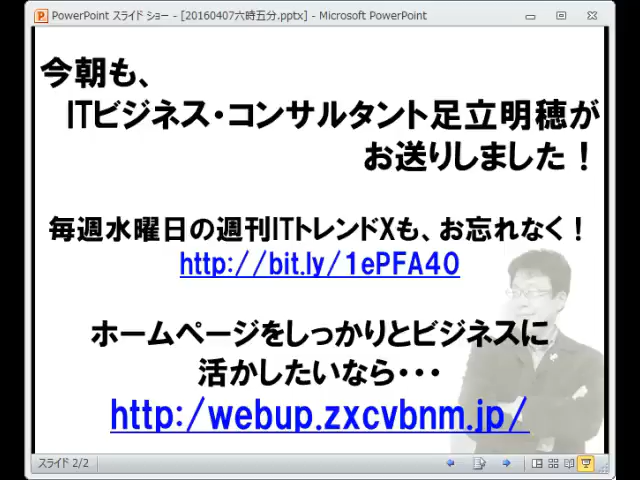 PowerPoint スライド ショー - [20160407六時五分.pptx] - Microsoft PowerPoint
今朝も、
ITビジネス・コンサルタント足立明穂が
お送りしました！
毎週水曜日の週刊ITトレンドXも、お忘れなく！
http://bit.ly/1ePFA40
ホームページをしっかりとビジネスに
活かしたいなら・・・
http:/webup.zxcvbnm.jp/
スライド 2/2